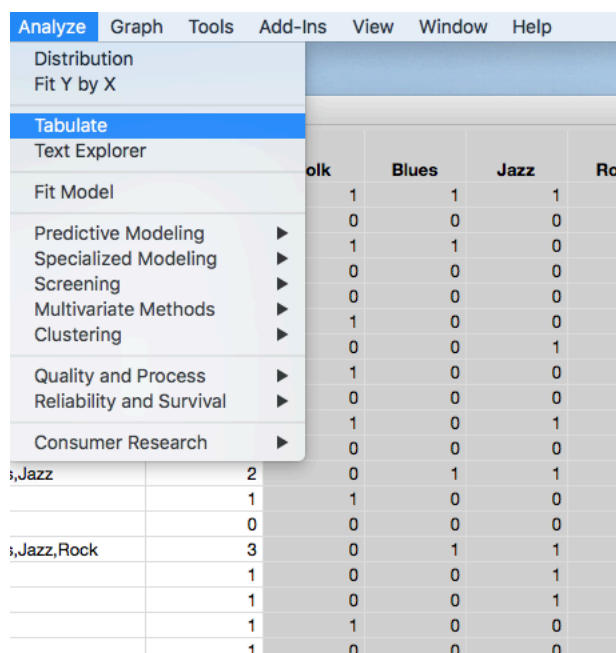 Analyze Graph Tools Add-Ins View Window Help
Distribution
Fit Y by X
Tabulate
Text Explorer
Fit Model
Predictive Modeling
Specialized Modeling
Screening
Multivariate Methods
Clustering
Quality and Process
Reliability and Survival
Consumer Research
olk Blues Jazz Ro
1 1 1
0 0 0
1 1 0
0 0 0
0 0 0
1 0 0
0 0 1
1 0 0
0 0 0
1 0 1
0 0 0
s,Jazz 2 0 1 1
1 1 0 0
0 0 0 0
s,Jazz,Rock 3 0 1 1
1 0 0 1
1 0 0 1
1 1 0 0
1 0 0 0